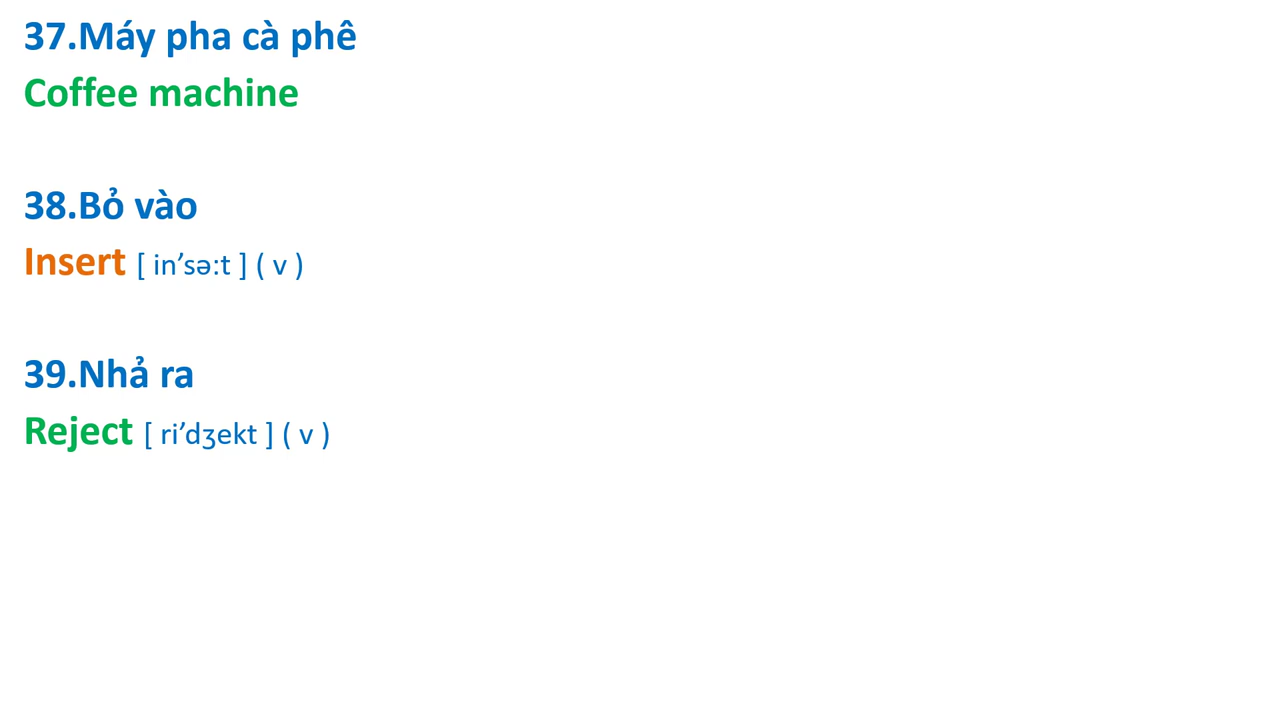 37.Máy pha cà phê
Coffee machine
38.Bỏ vào
Insert [ in’sə:t ] ( v )
39.Nhả ra
Reject [ ri’dʒekt ] ( v )